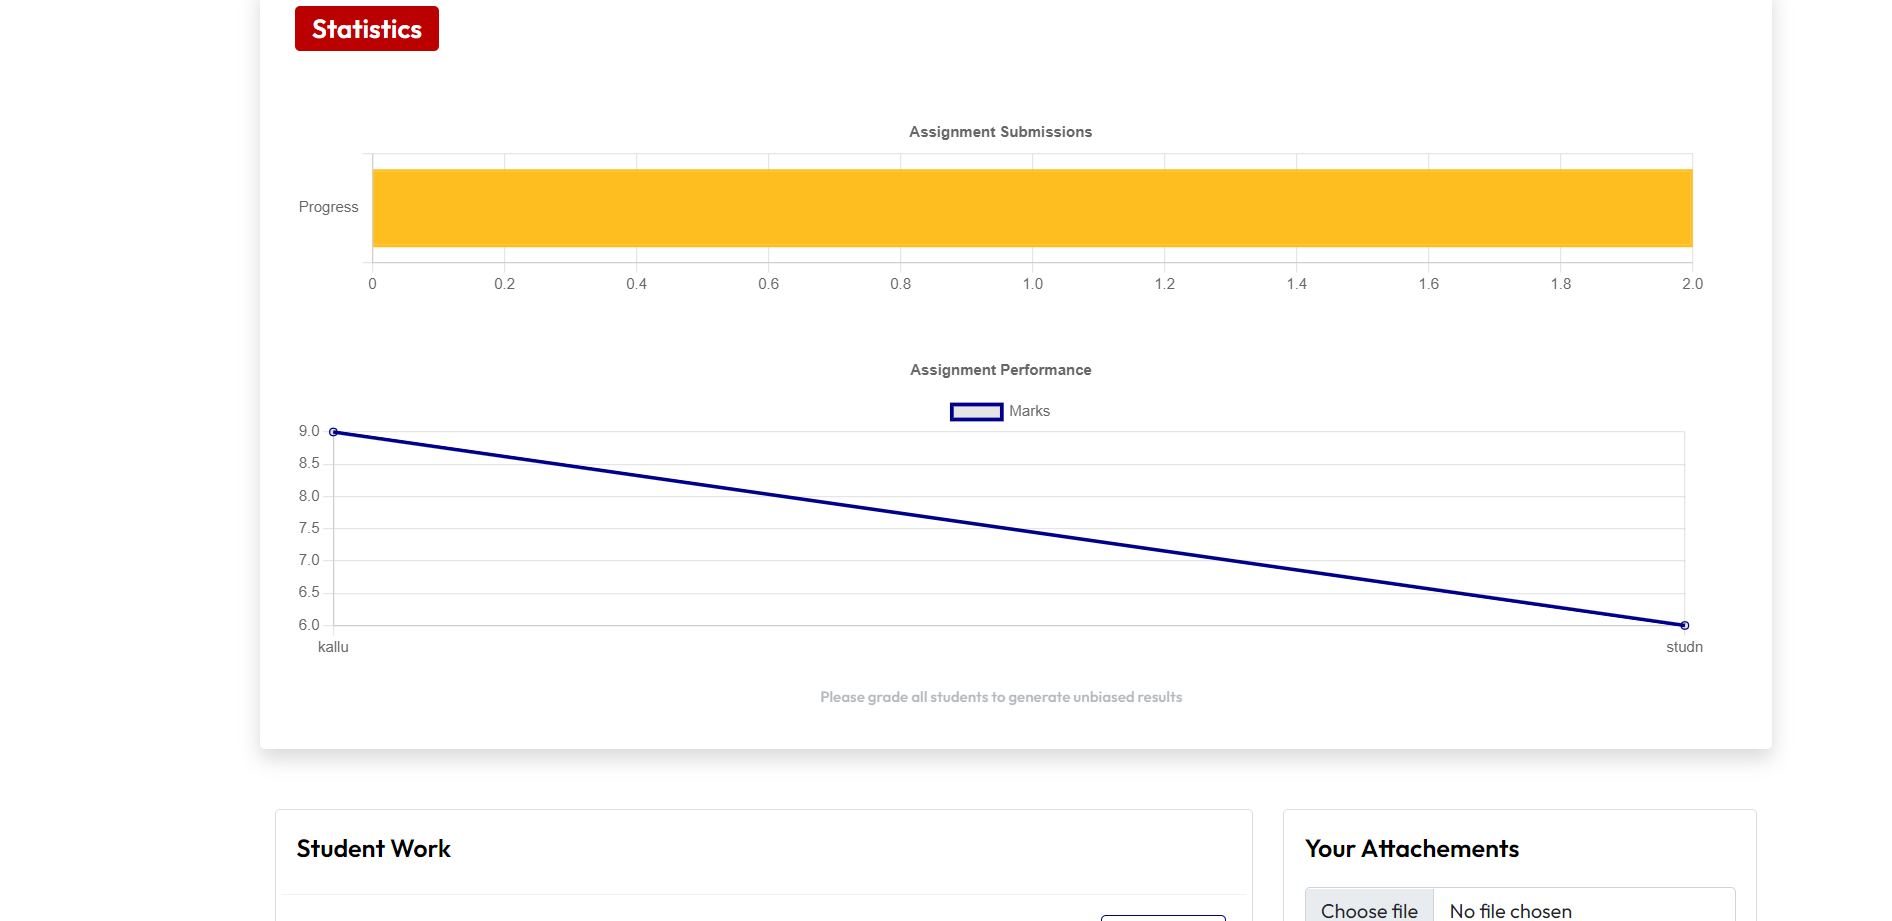 Statistics
Assignment Submissions
Progress
0 0.2 0.4 0.6 0.8 1.0 1.2 1.4 1.6 1.8 2.0
Assignment Performance
Marks
9.0
8.5
8.0
7.5
7.0
6.5
6.0
kallu studn
Please grade all students to generate unbiased results
Student Work
Your Attachements
Choose file No file chosen